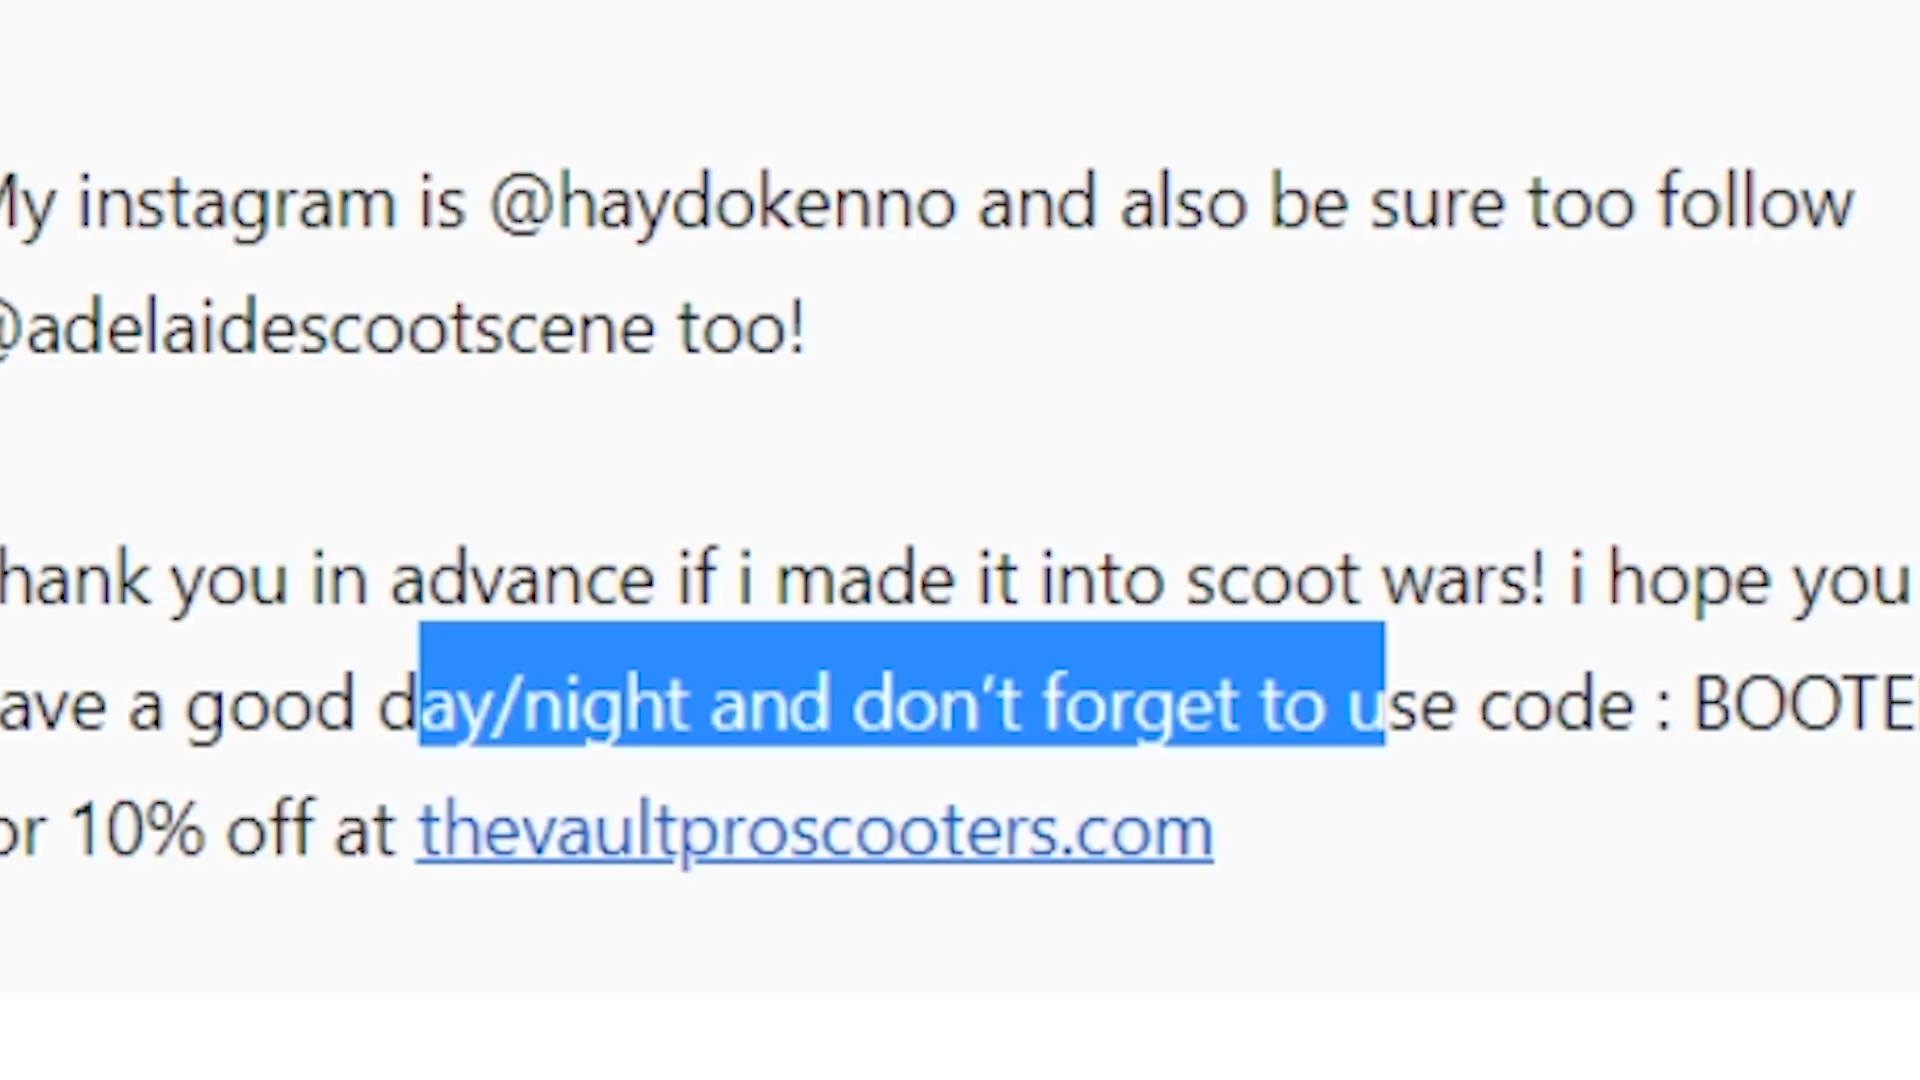 My instagram is @haydokenno and also be sure too follow
@adelaidescootscene too!
hank you in advance if i made it into scoot wars! i hope you
ave a good day/night and don’t forget to use code : BOOTE
or 10% off at thevaultproscooters.com